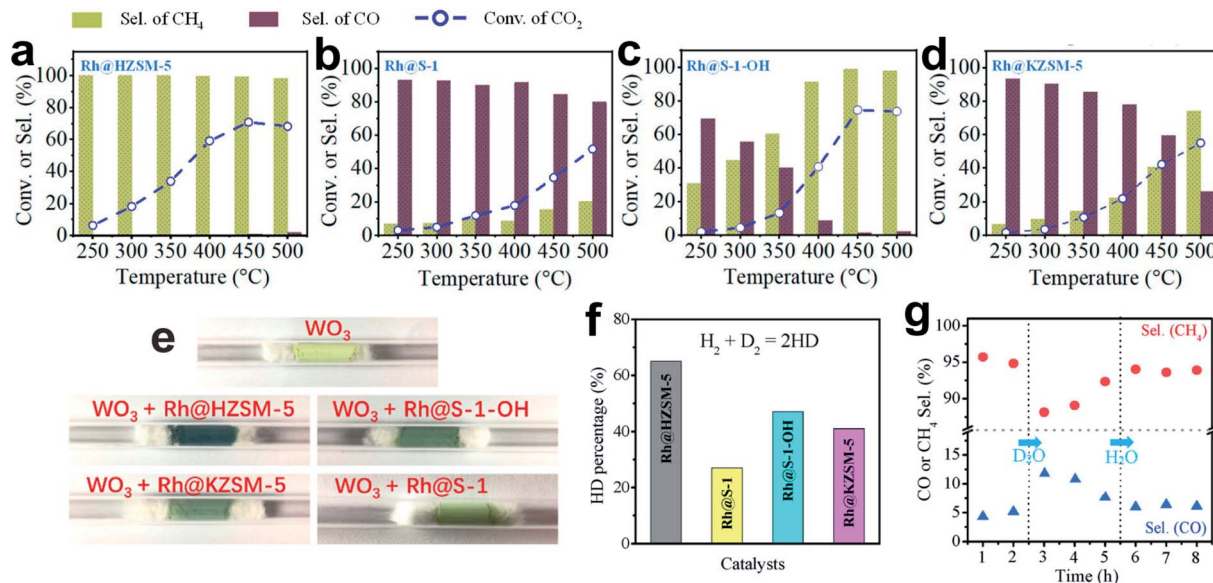 Sel. of CH₄ Sel. of CO Conv. of CO₂
a
Rh@HZSM-5
Conv. or Sel. (%)
100
80
60
40
20
0
250 300 350 400 450 500
Temperature (°C)
b
Rh@S-1
Conv. or Sel. (%)
100
80
60
40
20
0
250 300 350 400 450 500
Temperature (°C)
c
Rh@S-1-OH
Conv. or Sel. (%)
100
80
60
40
20
0
250 300 350 400 450 500
Temperature (°C)
d
Rh@KZSM-5
Conv. or Sel. (%)
100
80
60
40
20
0
250 300 350 400 450 500
Temperature (°C)
e
WO₃
WO₃ + Rh@HZSM-5
WO₃ + Rh@S-1-OH
WO₃ + Rh@KZSM-5
WO₃ + Rh@S-1
f
H₂ + D₂ = 2HD
HD percentage (%)
80
60
40
20
0
Rh@HZSM-5
Rh@S-1
Rh@S-1-OH
Rh@KZSM-5
Catalysts
g
CO or CH₄ Sel. (%)
100
95
90
15
10
5
0
Sel. (CH₄)
D₂O
H₂O
Sel. (CO)
1 2 3 4 5 6 7 8
Time (h)